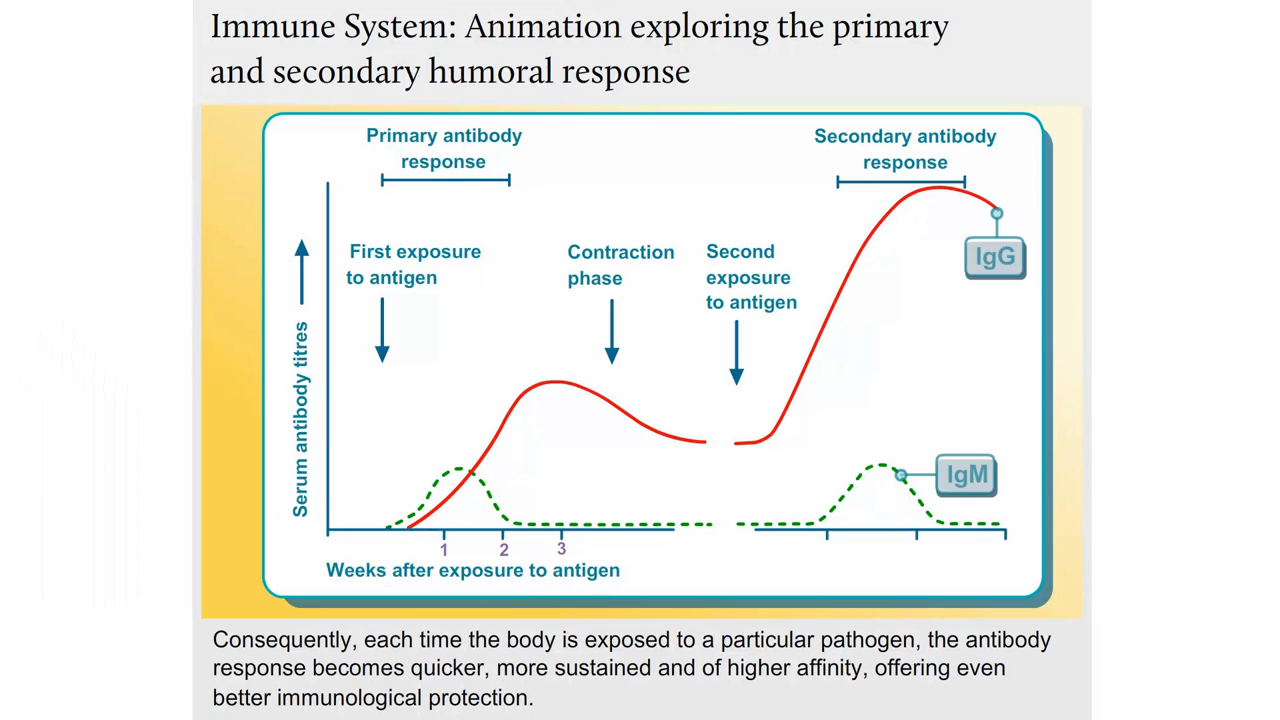 Immune System: Animation exploring the primary
and secondary humoral response
Primary antibody
response
Secondary antibody
response
First exposure
to antigen
Contraction
phase
Second
exposure
to antigen
IgG
Serum antibody titres
IgM
1 2 3
Weeks after exposure to antigen
Consequently, each time the body is exposed to a particular pathogen, the antibody
response becomes quicker, more sustained and of higher affinity, offering even
better immunological protection.